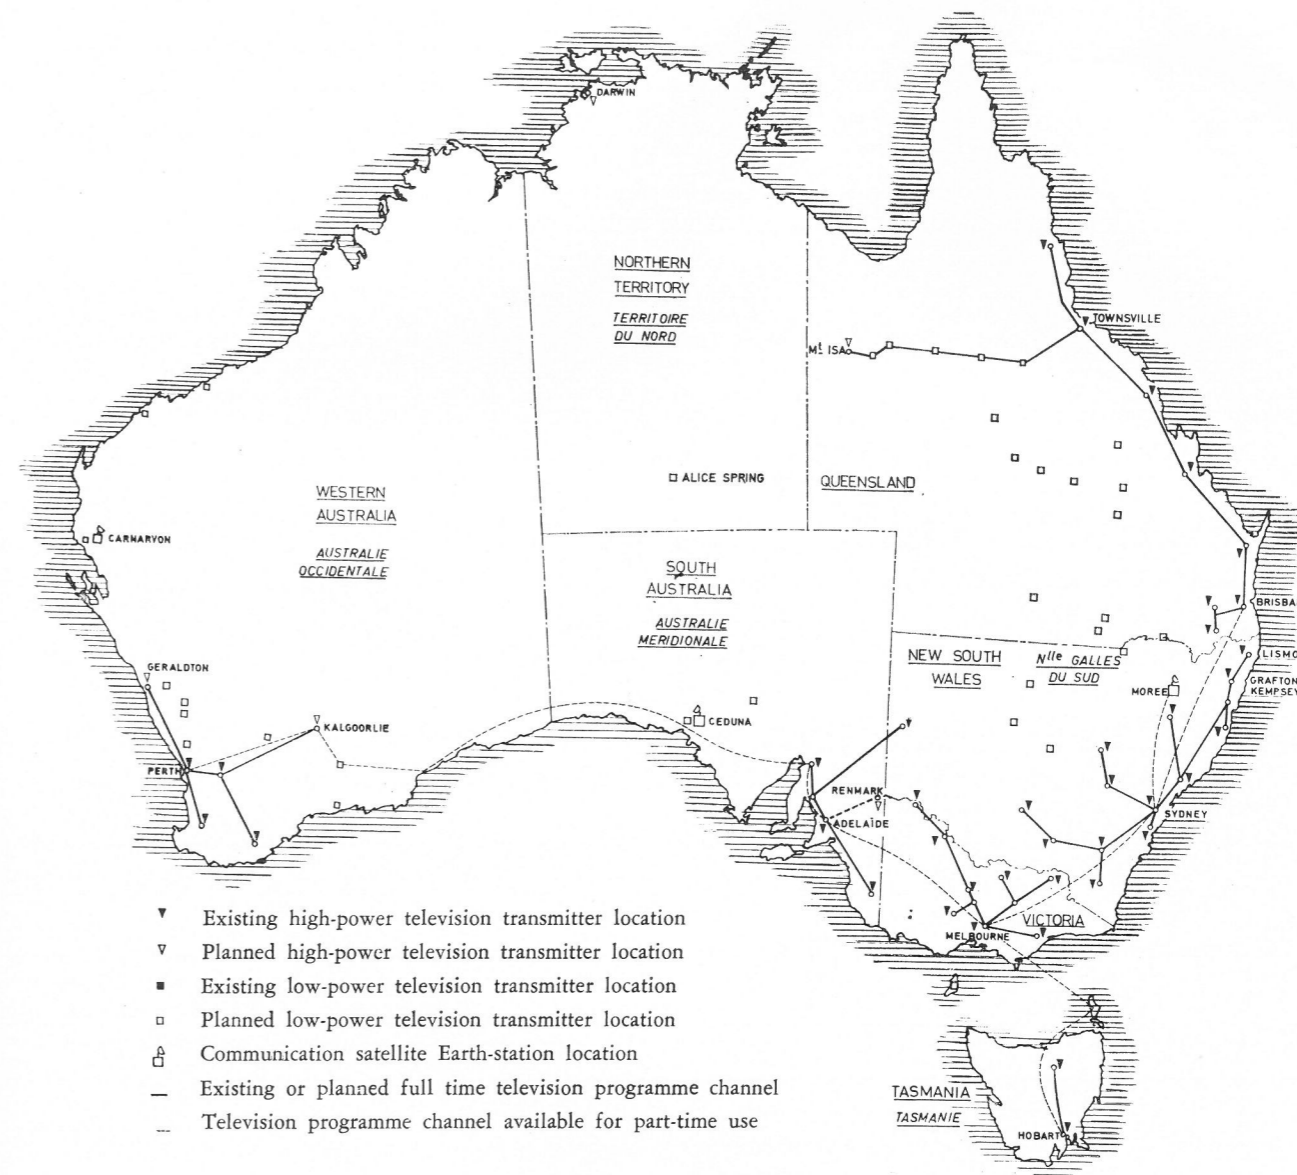 DARWIN
NORTHERN
TERRITORY
TERRITOIRE
DU NORD
TOWNSVILLE
Mt ISA
ALICE SPRING
QUEENSLAND
WESTERN
AUSTRALIA
AUSTRALIE
OCCIDENTALE
CARNARVON
SOUTH
AUSTRALIA
AUSTRALIE
MERIDIONALE
BRISBA
NEW SOUTH
WALES
Nlle GALLES
DU SUD
LISMO
GRAFTON
KEMPSEY
MOREE
GERALDTON
KALGOORLIE
CEDUNA
PERTH
RENMARK
ADELAÏDE
SYDNEY
VICTORIA
MELBOURNE
Existing high-power television transmitter location
Planned high-power television transmitter location
Existing low-power television transmitter location
Planned low-power television transmitter location
Communication satellite Earth-station location
Existing or planned full time television programme channel
Television programme channel available for part-time use
TASMANIA
TASMANIE
HOBART